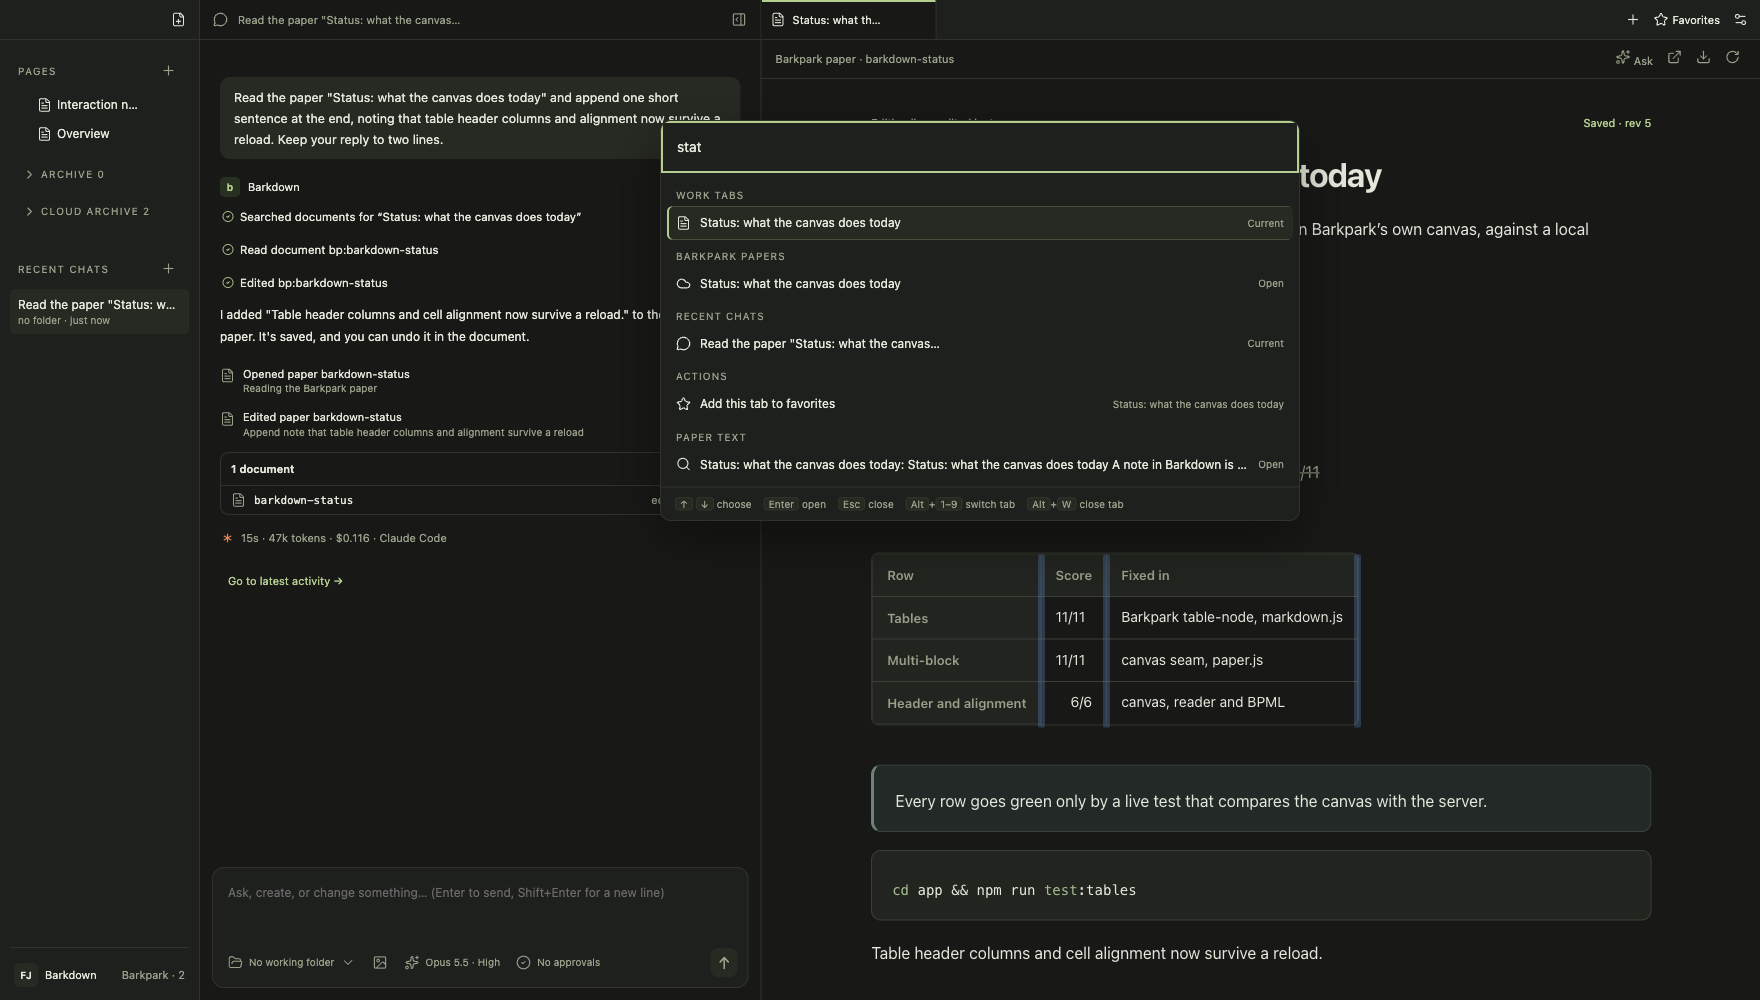 Read the paper "Status: what the canvas...
Status: what th...
Favorites
PAGES
Interaction n...
Overview
ARCHIVE 0
CLOUD ARCHIVE 2
RECENT CHATS
Read the paper "Status: w...
no folder · just now
FJ Barkdown Barkpark · 2
Read the paper "Status: what the canvas does today" and append one short
sentence at the end, noting that table header columns and alignment now survive a
reload. Keep your reply to two lines.
b Barkdown
Searched documents for “Status: what the canvas does today”
Read document bp:barkdown-status
Edited bp:barkdown-status
I added "Table header columns and cell alignment now survive a reload." to the
paper. It's saved, and you can undo it in the document.
Opened paper barkdown-status
Reading the Barkpark paper
Edited paper barkdown-status
Append note that table header columns and alignment survive a reload
1 document
barkdown-status
15s · 47k tokens · $0.116 · Claude Code
Go to latest activity →
Ask, create, or change something... (Enter to send, Shift+Enter for a new line)
No working folder Opus 5.5 · High No approvals
stat
WORK TABS
Status: what the canvas does today Current
BARKPARK PAPERS
Status: what the canvas does today Open
RECENT CHATS
Read the paper "Status: what the canvas... Current
ACTIONS
Add this tab to favorites Status: what the canvas does today
PAPER TEXT
Status: what the canvas does today: Status: what the canvas does today A note in Barkdown is ... Open
↑ ↓ choose Enter open Esc close Alt + 1–9 switch tab Alt + W close tab
Barkpark paper · barkdown-status Ask
Saved · rev 5
today
n Barkpark’s own canvas, against a local
/11
Row Score Fixed in
Tables 11/11 Barkpark table-node, markdown.js
Multi-block 11/11 canvas seam, paper.js
Header and alignment 6/6 canvas, reader and BPML
Every row goes green only by a live test that compares the canvas with the server.
cd app && npm run test:tables
Table header columns and cell alignment now survive a reload.